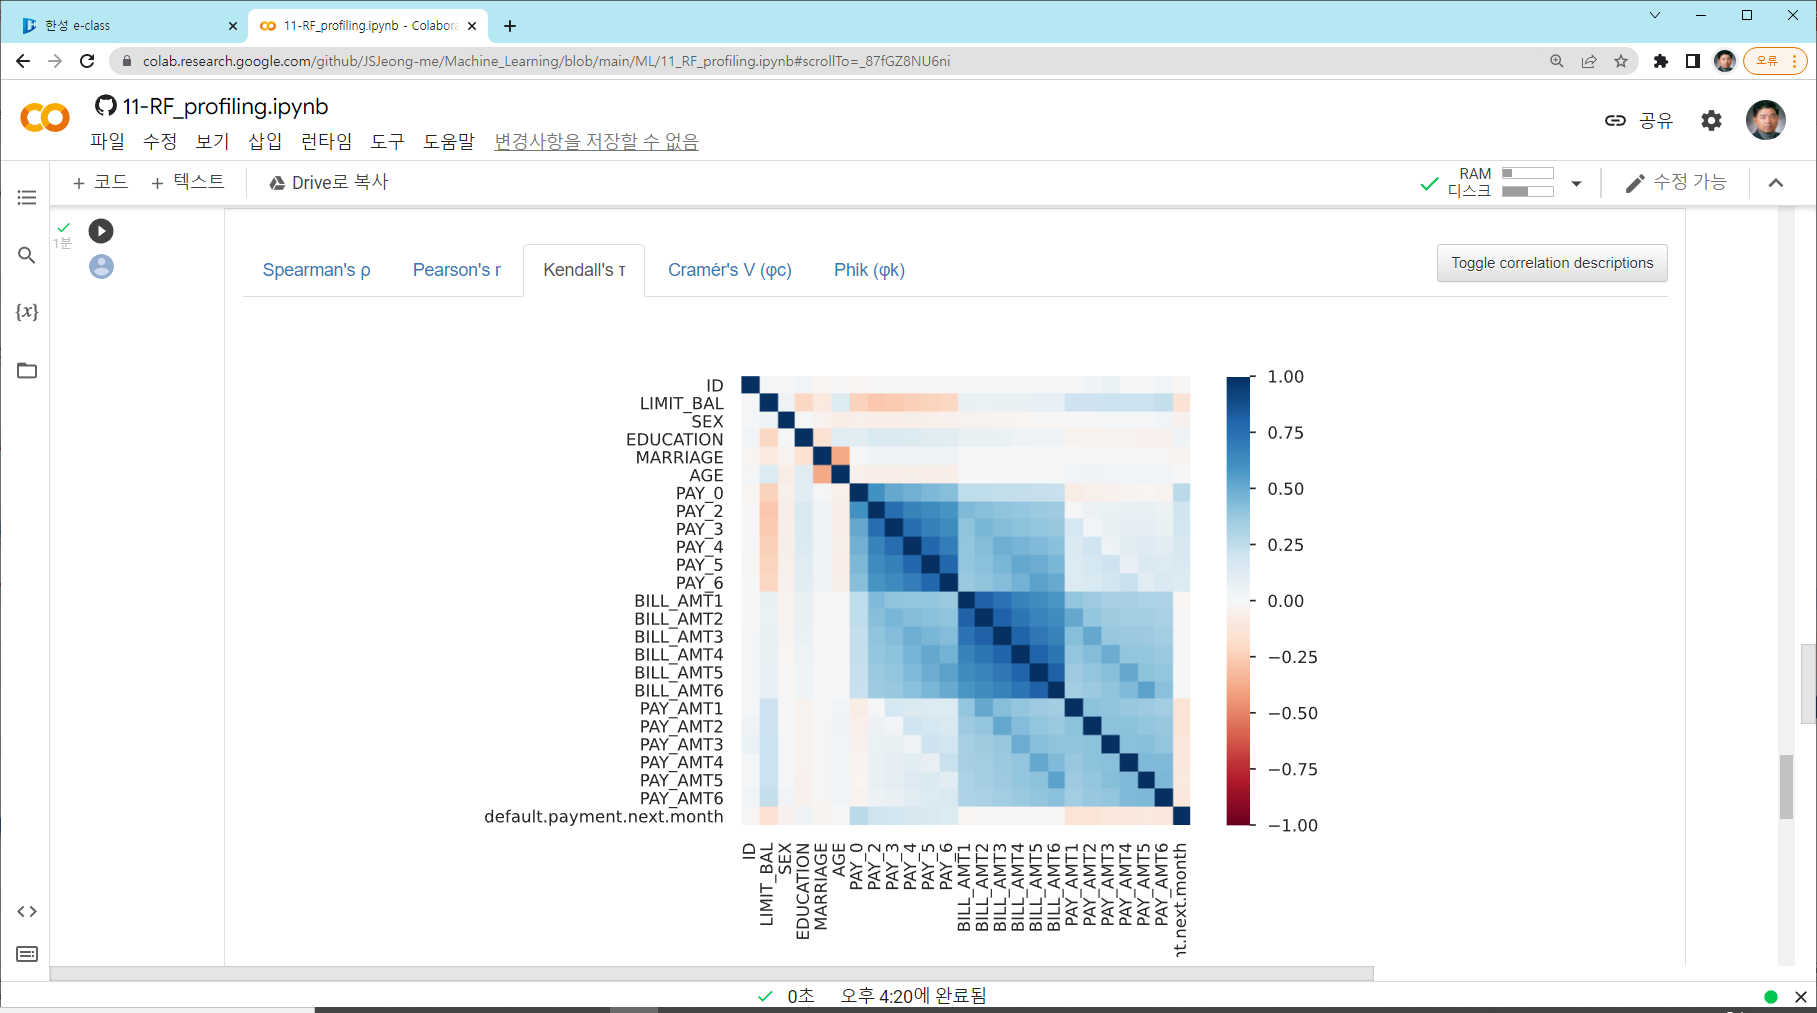 한성 e-class
11-RF_profiling.ipynb - Colabora
colab.research.google.com/github/JSJeong-me/Machine_Learning/blob/main/ML/11_RF_profiling.ipynb#scrollTo=_87fGZ8NU6ni
오류
11-RF_profiling.ipynb
파일 수정 보기 삽입 런타임 도구 도움말 변경사항을 저장할 수 없음
공유
+ 코드 + 텍스트 Drive로 복사
RAM
디스크
수정 가능
1분
{x}
Spearman's ρ Pearson's r Kendall's τ Cramér's V (φc) Phik (φk)
Toggle correlation descriptions
ID
LIMIT_BAL
SEX
EDUCATION
MARRIAGE
AGE
PAY_0
PAY_2
PAY_3
PAY_4
PAY_5
PAY_6
BILL_AMT1
BILL_AMT2
BILL_AMT3
BILL_AMT4
BILL_AMT5
BILL_AMT6
PAY_AMT1
PAY_AMT2
PAY_AMT3
PAY_AMT4
PAY_AMT5
PAY_AMT6
default.payment.next.month
1.00
0.75
0.50
0.25
0.00
−0.25
−0.50
−0.75
−1.00
ID
LIMIT_BAL
SEX
EDUCATION
MARRIAGE
AGE
PAY_0
PAY_2
PAY_3
PAY_4
PAY_5
PAY_6
BILL_AMT1
BILL_AMT2
BILL_AMT3
BILL_AMT4
BILL_AMT5
BILL_AMT6
PAY_AMT1
PAY_AMT2
PAY_AMT3
PAY_AMT4
PAY_AMT5
PAY_AMT6
nt.next.month
0초 오후 4:20에 완료됨